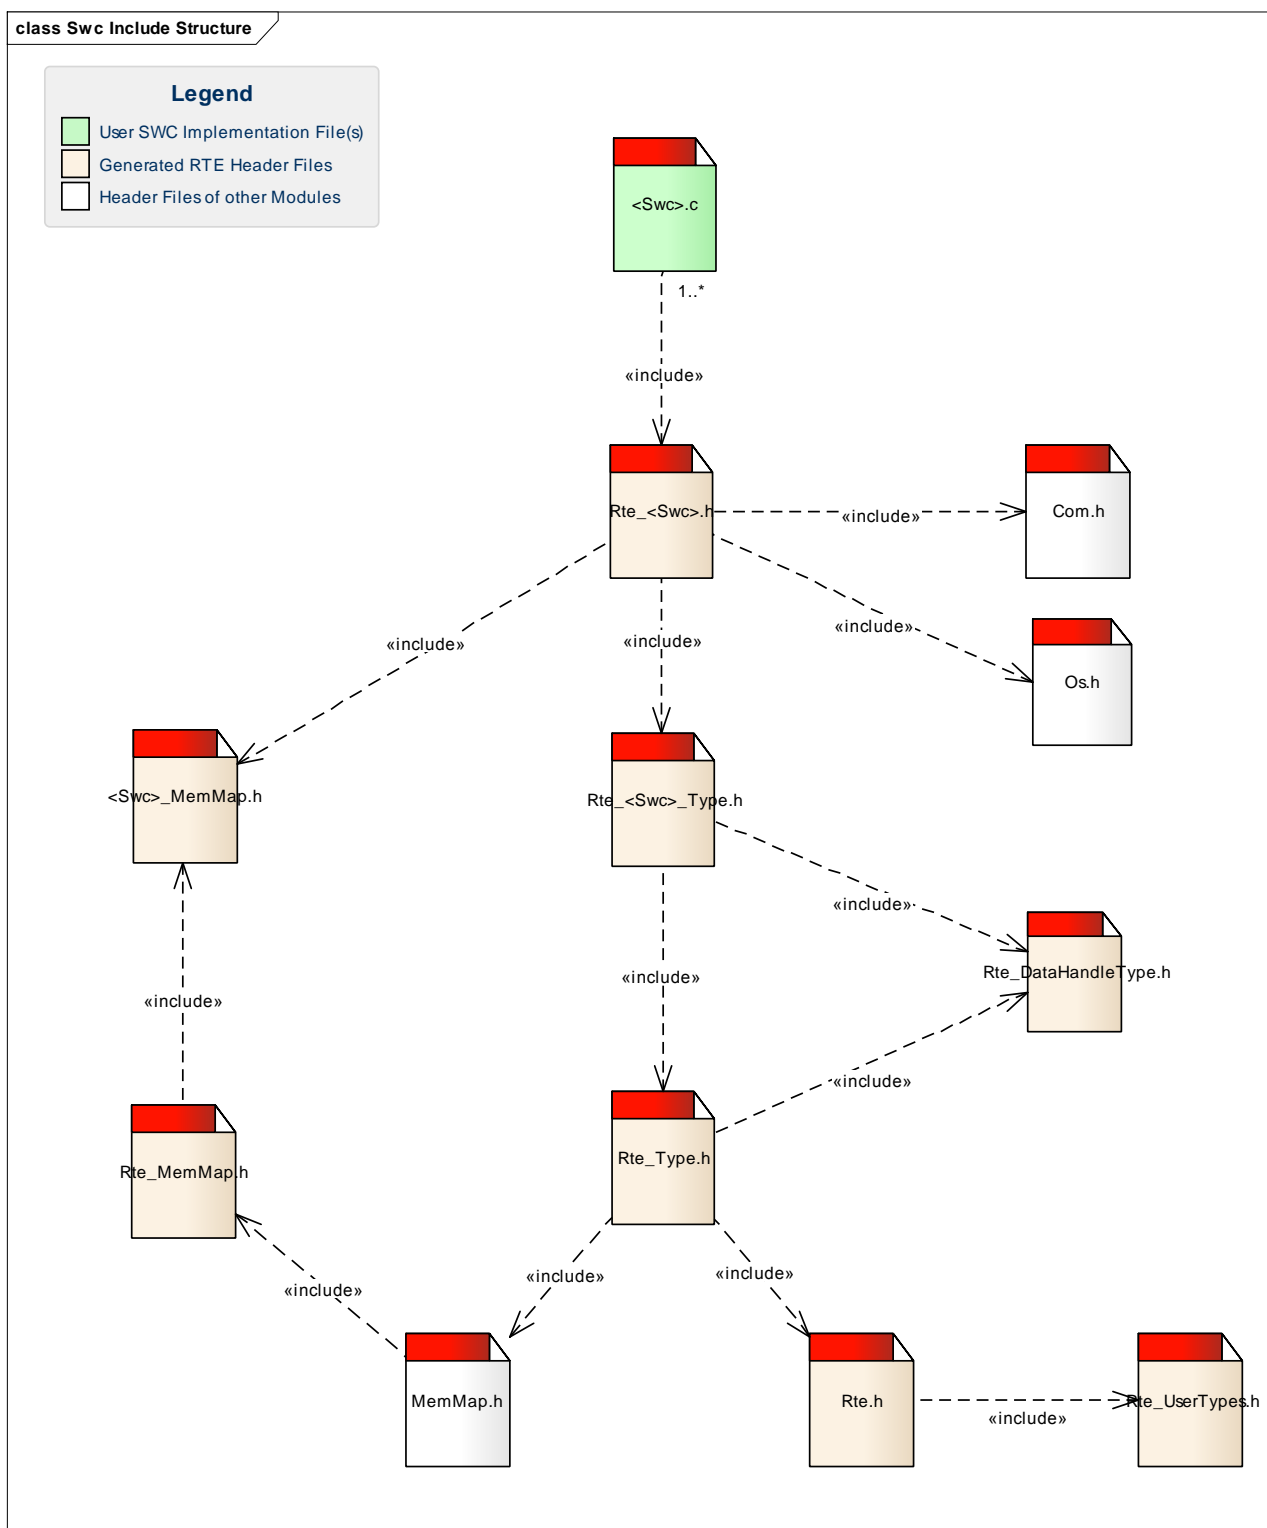 class Swc Include Structure
Legend
User SWC Implementation File(s)
Generated RTE Header Files
Header Files of other Modules
<Swc>.c
1..*
«include»
Rte_<Swc>.h
«include»
Com.h
«include»
«include»
«include»
Os.h
<Swc>_MemMap.h
Rte_<Swc>_Type.h
«include»
Rte_DataHandleType.h
«include»
«include»
«include»
Rte_MemMap.h
Rte_Type.h
«include»
«include»
«include»
MemMap.h
Rte.h
«include»
Rte_UserTypes.h